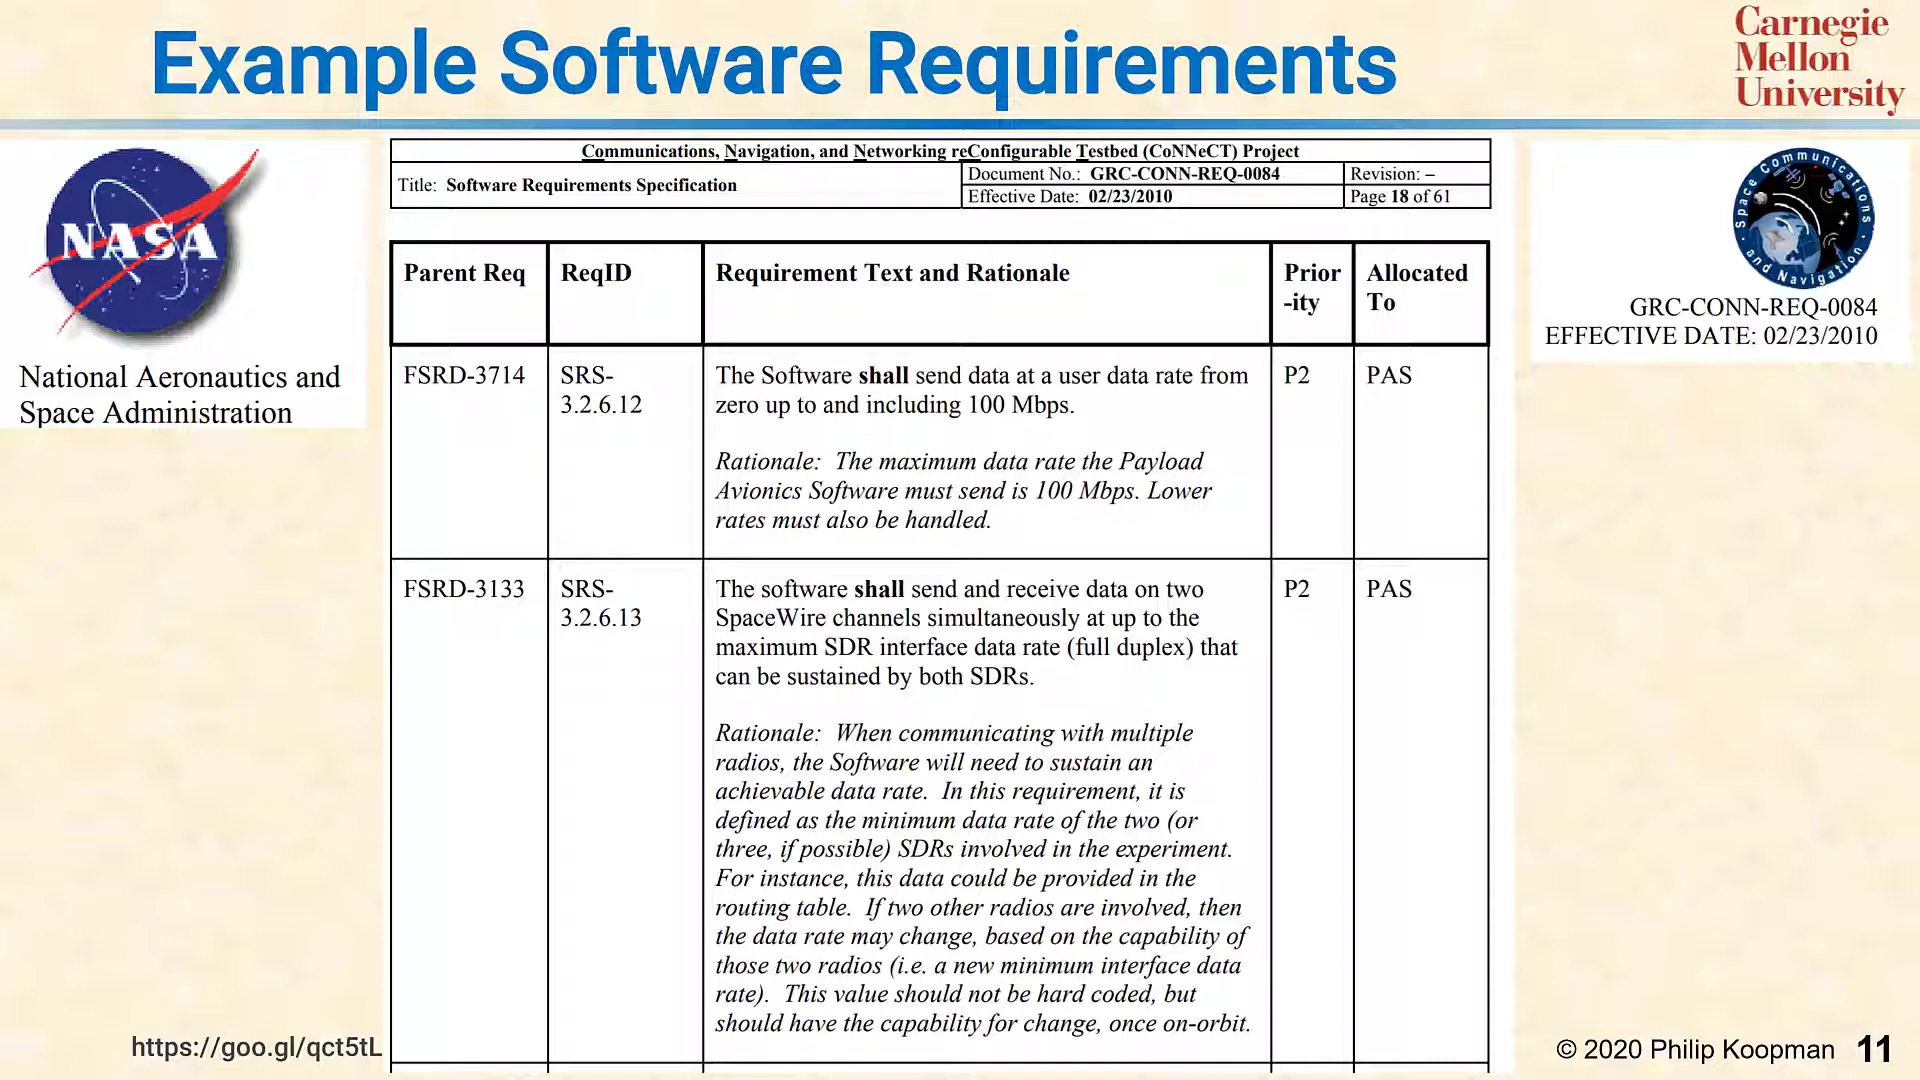 Example Software Requirements
Carnegie
Mellon
University
NASA
National Aeronautics and
Space Administration
Communications, Navigation, and Networking reConfigurable Testbed (CoNNeCT) Project
Title: Software Requirements Specification
Document No.: GRC-CONN-REQ-0084
Revision: –
Effective Date: 02/23/2010
Page 18 of 61
Space Communications and Navigation
GRC-CONN-REQ-0084
EFFECTIVE DATE: 02/23/2010
Parent Req
ReqID
Requirement Text and Rationale
Prior
-ity
Allocated
To
FSRD-3714
SRS-
3.2.6.12
The Software shall send data at a user data rate from
zero up to and including 100 Mbps.
Rationale: The maximum data rate the Payload
Avionics Software must send is 100 Mbps. Lower
rates must also be handled.
P2
PAS
FSRD-3133
SRS-
3.2.6.13
The software shall send and receive data on two
SpaceWire channels simultaneously at up to the
maximum SDR interface data rate (full duplex) that
can be sustained by both SDRs.
Rationale: When communicating with multiple
radios, the Software will need to sustain an
achievable data rate. In this requirement, it is
defined as the minimum data rate of the two (or
three, if possible) SDRs involved in the experiment.
For instance, this data could be provided in the
routing table. If two other radios are involved, then
the data rate may change, based on the capability of
those two radios (i.e. a new minimum interface data
rate). This value should not be hard coded, but
should have the capability for change, once on-orbit.
P2
PAS
https://goo.gl/qct5tL
© 2020 Philip Koopman 11